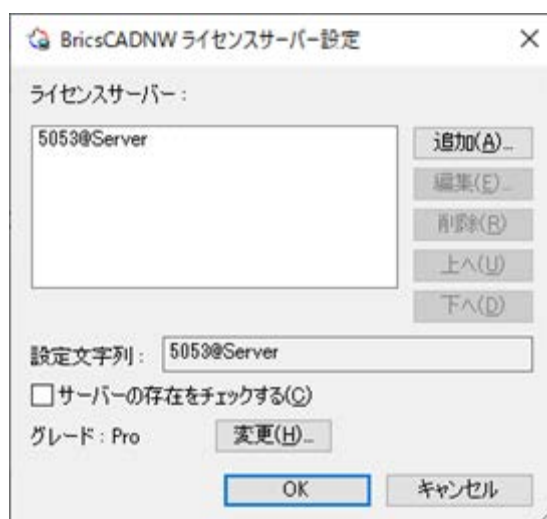 BricsCADNW ライセンスサーバー設定
ライセンスサーバー :
5053@Server
追加(A)...
編集(E)...
削除(R)
上へ(U)
下へ(D)
設定文字列 : 5053@Server
サーバーの存在をチェックする(C)
グレード : Pro 変更(H)...
OK キャンセル